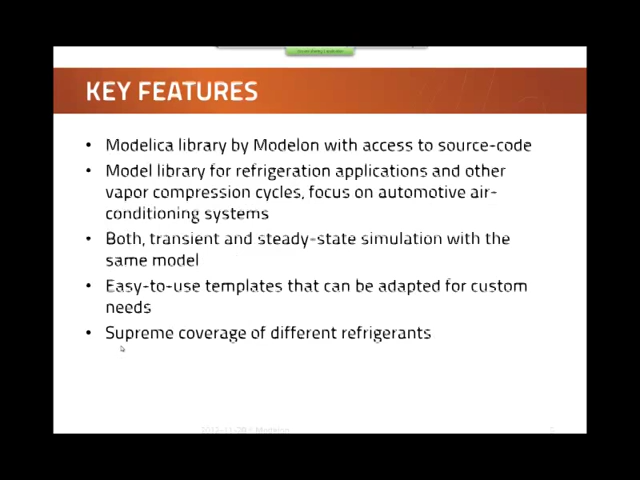 KEY FEATURES
• Modelica library by Modelon with access to source-code
• Model library for refrigeration applications and other
vapor compression cycles, focus on automotive air-
conditioning systems
• Both, transient and steady-state simulation with the
same model
• Easy-to-use templates that can be adapted for custom
needs
• Supreme coverage of different refrigerants
Modelon